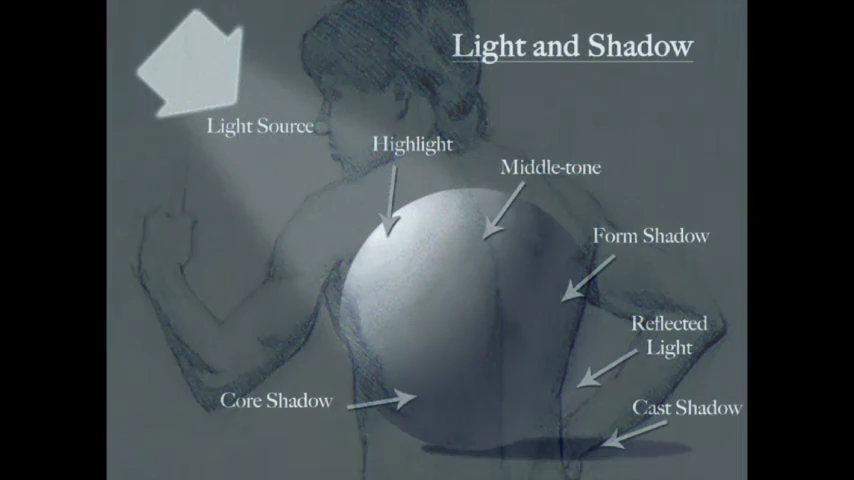 Light and Shadow
Light Source
Highlight
Middle-tone
Form Shadow
Reflected
Light
Core Shadow
Cast Shadow